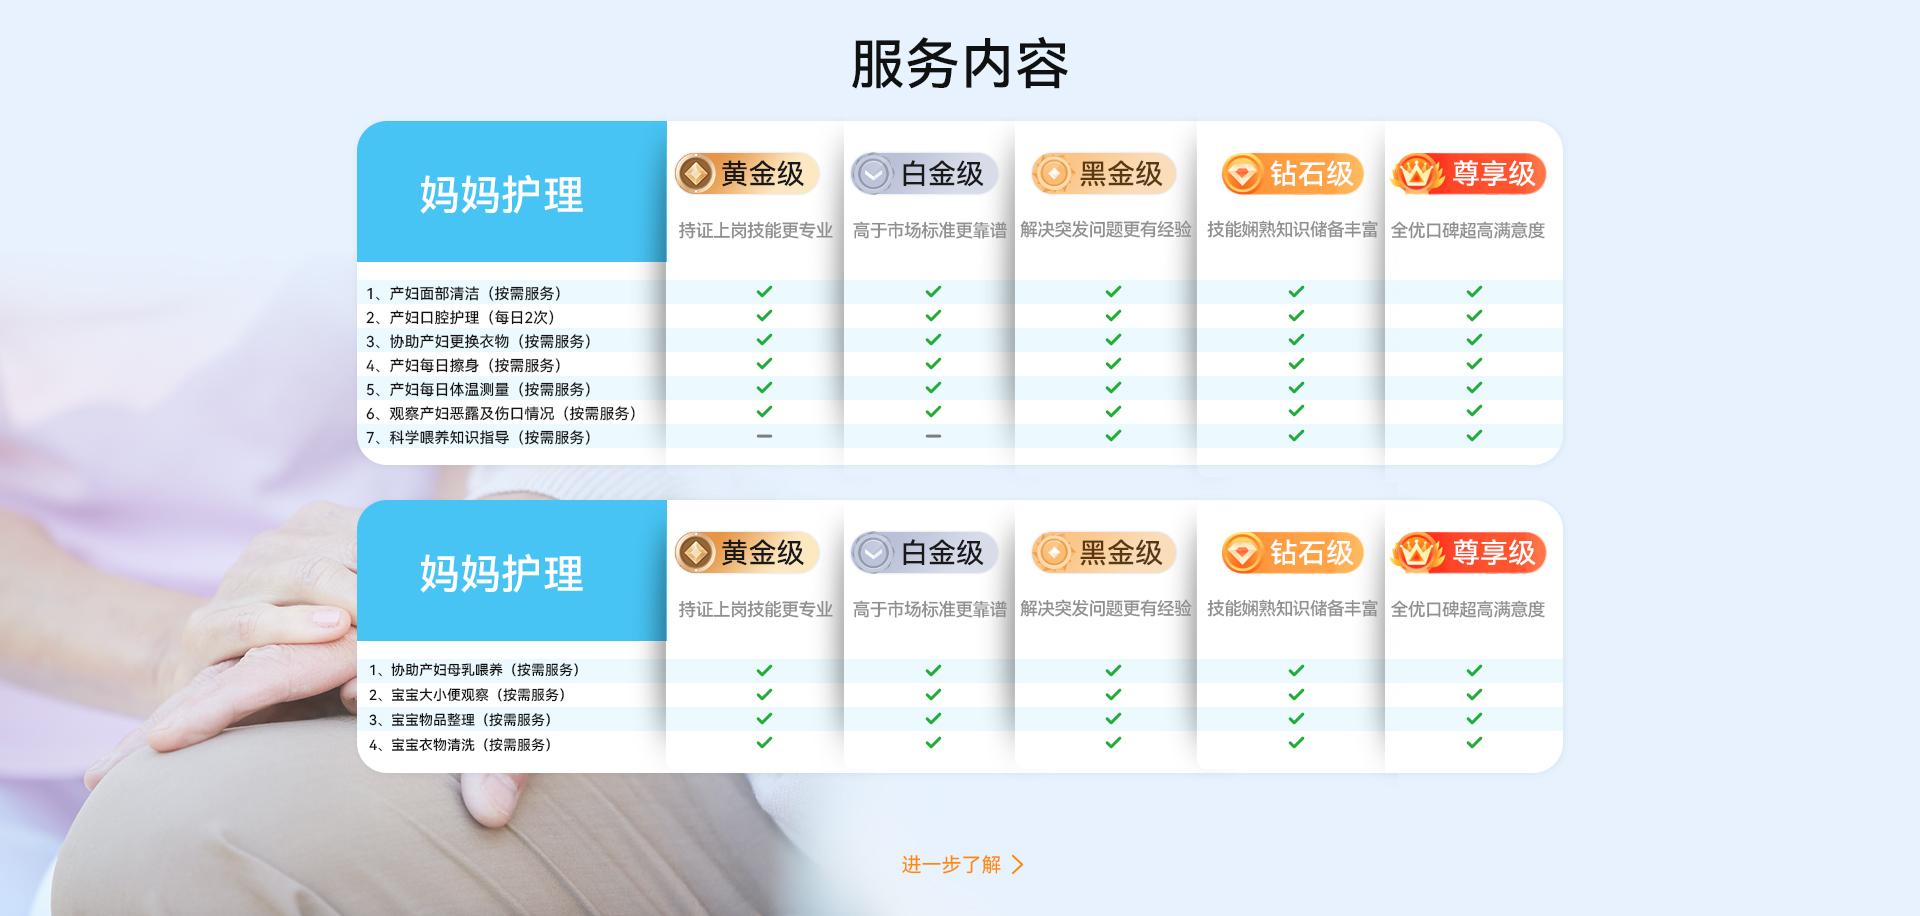 服务内容
妈妈护理
黄金级 白金级 黑金级 钻石级 尊享级
持证上岗技能更专业 高于市场标准更靠谱 解决突发问题更有经验 技能娴熟知识储备丰富 全优口碑超高满意度
1、产妇面部清洁（按需服务）
2、产妇口腔护理（每日2次）
3、协助产妇更换衣物（按需服务）
4、产妇每日擦身（按需服务）
5、产妇每日体温测量（按需服务）
6、观察产妇恶露及伤口情况（按需服务）
7、科学喂养知识指导（按需服务）
妈妈护理
黄金级 白金级 黑金级 钻石级 尊享级
持证上岗技能更专业 高于市场标准更靠谱 解决突发问题更有经验 技能娴熟知识储备丰富 全优口碑超高满意度
1、协助产妇母乳喂养（按需服务）
2、宝宝大小便观察（按需服务）
3、宝宝物品整理（按需服务）
4、宝宝衣物清洗（按需服务）
进一步了解